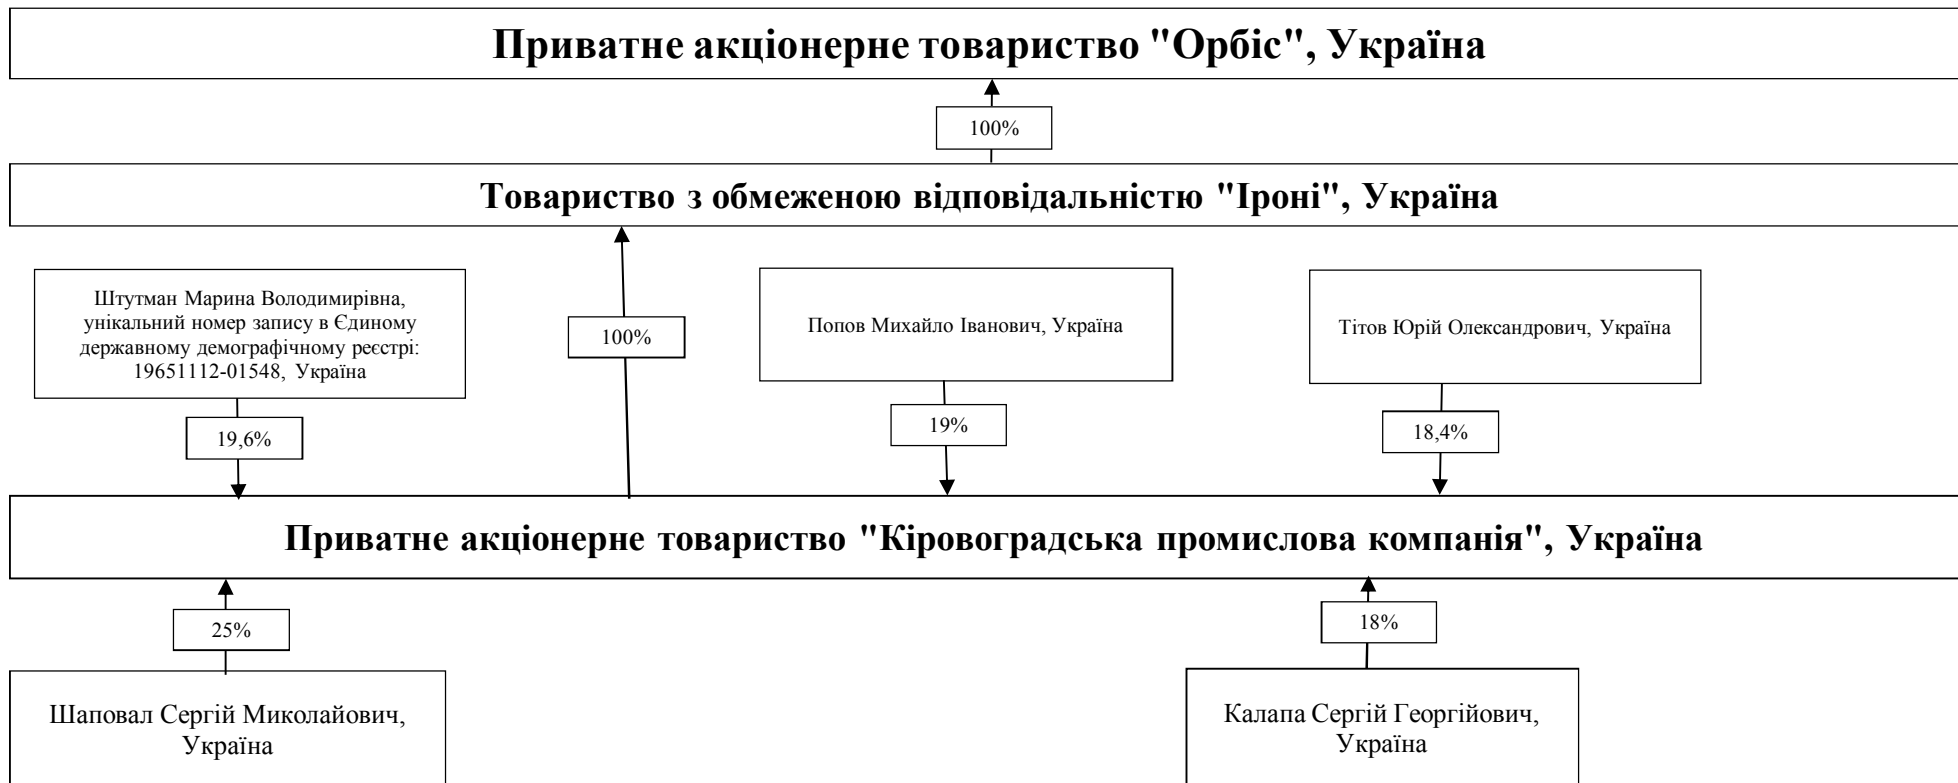 Приватне акціонерне товариство "Орбіс", Україна
100%
Товариство з обмеженою відповідальністю "Іроні", Україна
Штутман Марина Володимирівна,
унікальний номер запису в Єдиному
державному демографічному реєстрі:
19651112-01548, Україна
100%
Попов Михайло Іванович, Україна
Тітов Юрій Олександрович, Україна
19,6%
19%
18,4%
Приватне акціонерне товариство "Кіровоградська промислова компанія", Україна
25%
18%
Шаповал Сергій Миколайович,
Україна
Калапа Сергій Георгійович,
Україна